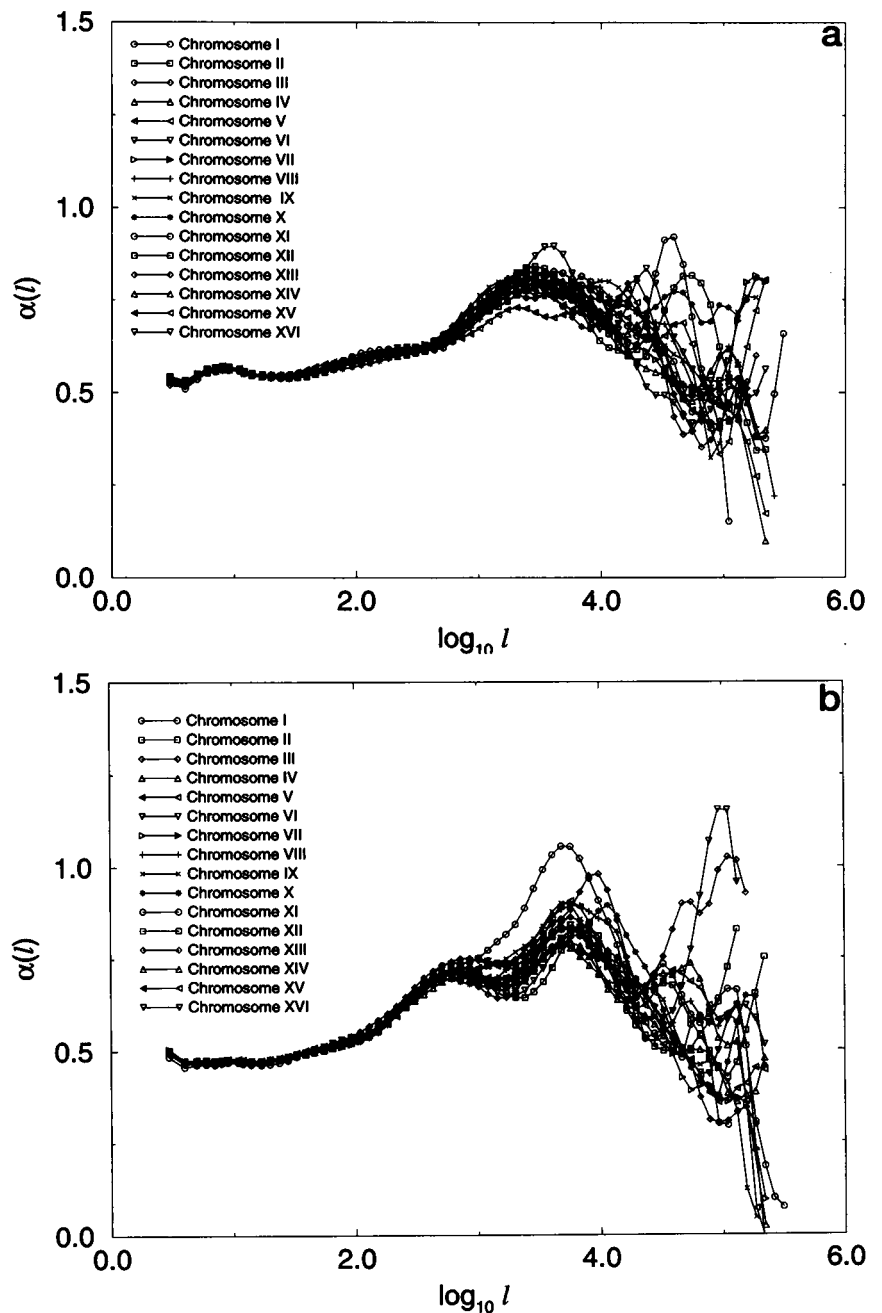 1.5
a
Chromosome I
Chromosome II
Chromosome III
Chromosome IV
Chromosome V
Chromosome VI
Chromosome VII
Chromosome VIII
Chromosome IX
Chromosome X
Chromosome XI
Chromosome XII
Chromosome XIII
Chromosome XIV
Chromosome XV
Chromosome XVI
1.0
α(l)
0.5
0.0
0.0 2.0 4.0 6.0
log10 l
1.5
b
Chromosome I
Chromosome II
Chromosome III
Chromosome IV
Chromosome V
Chromosome VI
Chromosome VII
Chromosome VIII
Chromosome IX
Chromosome X
Chromosome XI
Chromosome XII
Chromosome XIII
Chromosome XIV
Chromosome XV
Chromosome XVI
1.0
α(l)
0.5
0.0
0.0 2.0 4.0 6.0
log10 l